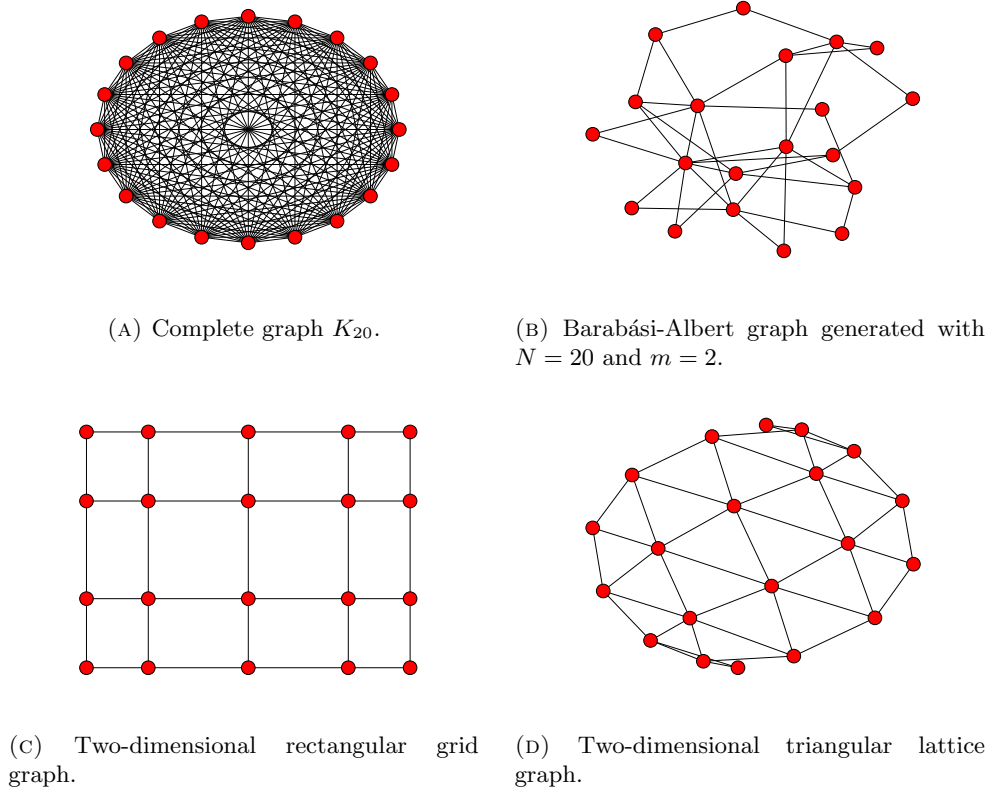 (A) Complete graph K₂₀.
(B) Barabási-Albert graph generated with
N = 20 and m = 2.
(C) Two-dimensional rectangular grid
graph.
(D) Two-dimensional triangular lattice
graph.